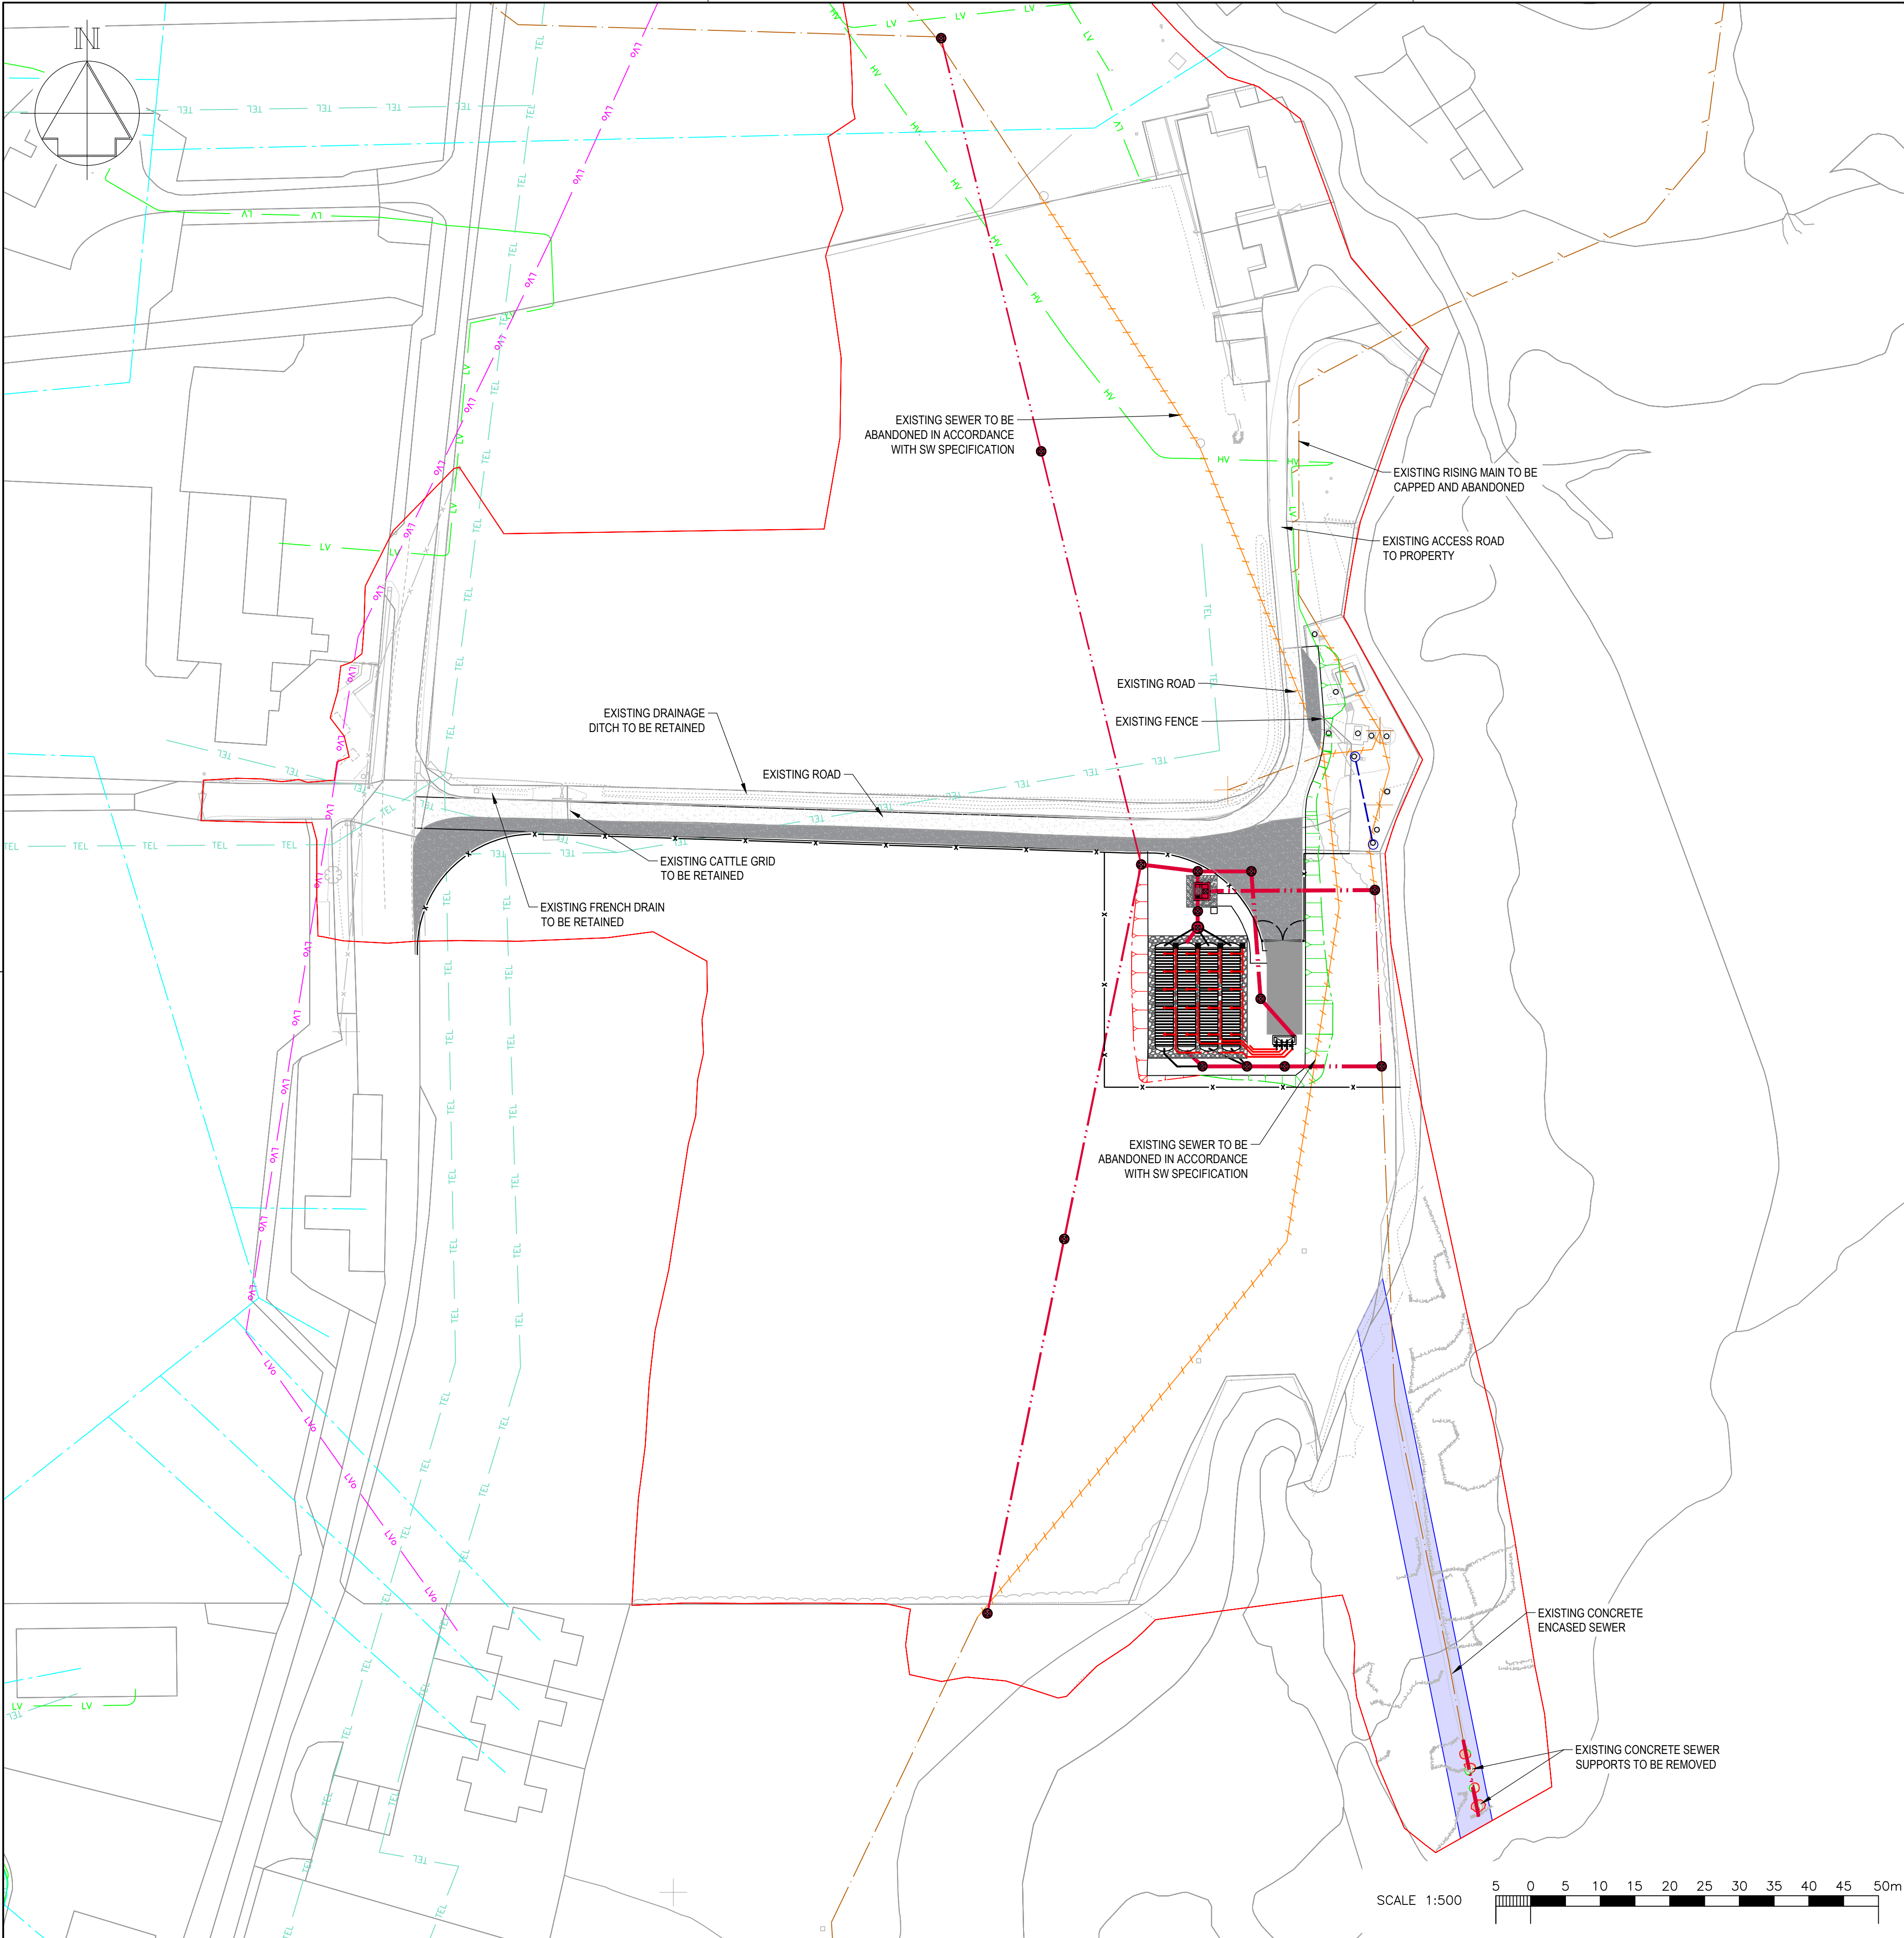 N
EXISTING SEWER TO BE
ABANDONED IN ACCORDANCE
WITH SW SPECIFICATION
EXISTING RISING MAIN TO BE
CAPPED AND ABANDONED
EXISTING ACCESS ROAD
TO PROPERTY
EXISTING ROAD
EXISTING FENCE
EXISTING DRAINAGE
DITCH TO BE RETAINED
EXISTING ROAD
EXISTING CATTLE GRID
TO BE RETAINED
EXISTING FRENCH DRAIN
TO BE RETAINED
EXISTING SEWER TO BE
ABANDONED IN ACCORDANCE
WITH SW SPECIFICATION
EXISTING CONCRETE
ENCASED SEWER
EXISTING CONCRETE SEWER
SUPPORTS TO BE REMOVED
SCALE 1:500
5 0 5 10 15 20 25 30 35 40 45 50m
TEL
LV
LVo
HV